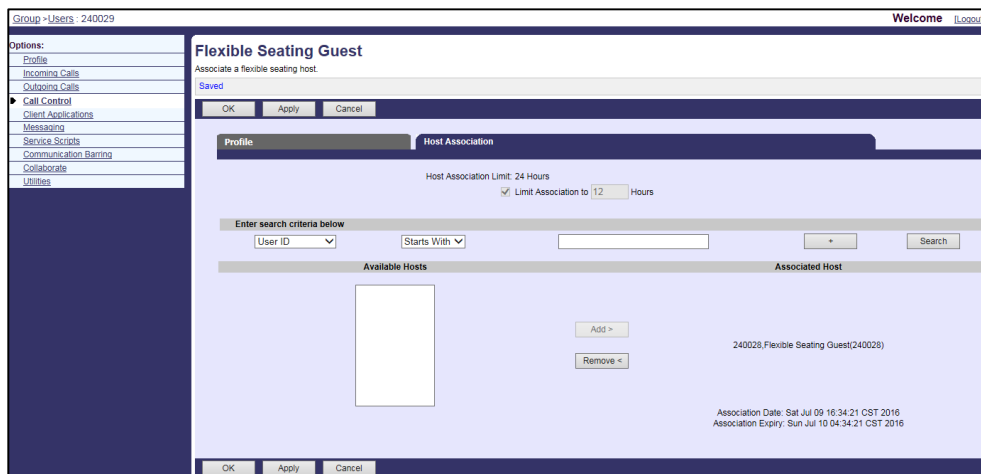 Group >Users : 240029
Welcome [Logout
Options:
Profile
Incoming Calls
Outgoing Calls
Call Control
Client Applications
Messaging
Service Scripts
Communication Barring
Collaborate
Utilities
Flexible Seating Guest
Associate a flexible seating host.
Saved
OK Apply Cancel
Profile Host Association
Host Association Limit: 24 Hours
Limit Association to 12 Hours
Enter search criteria below
User ID Starts With + Search
Available Hosts Associated Host
Add >
Remove <
240028,Flexible Seating Guest(240028)
Association Date: Sat Jul 09 16:34:21 CST 2016
Association Expiry: Sun Jul 10 04:34:21 CST 2016
OK Apply Cancel